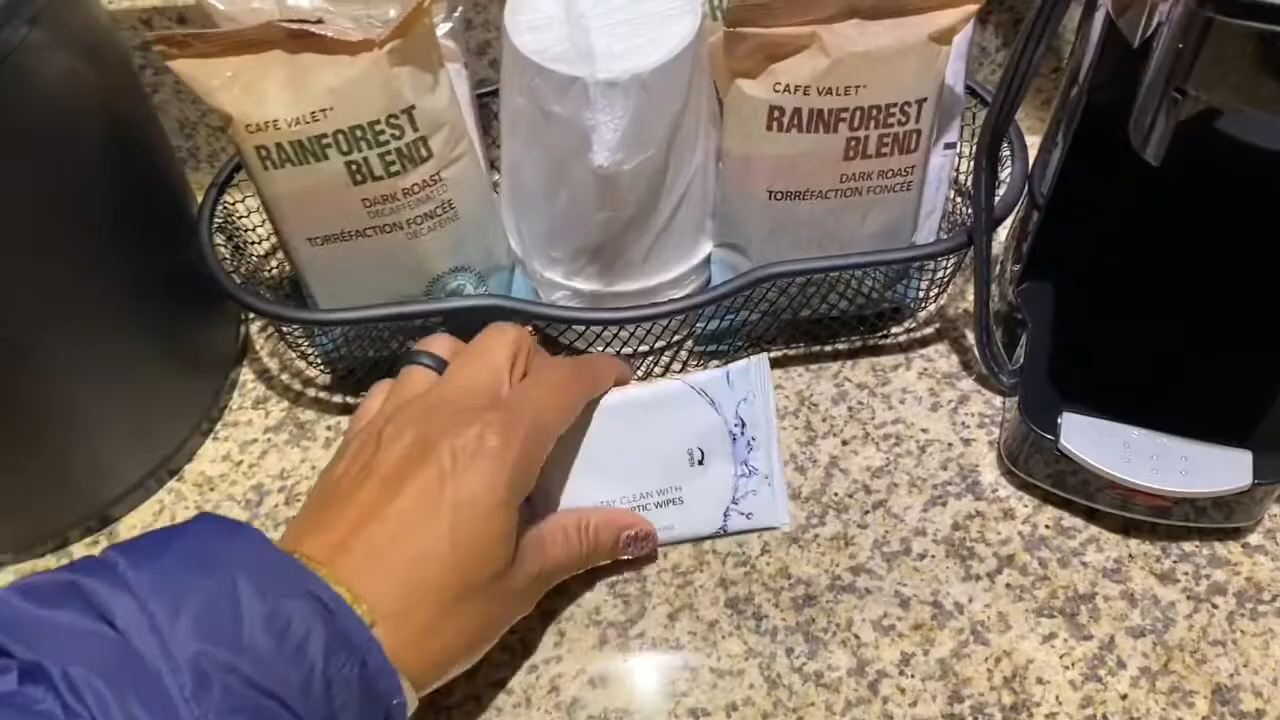 CAFE VALET
RAINFOREST
BLEND
DARK ROAST
DECAFFEINATED
TORRÉFACTION FONCÉE
DÉCAFÉINÉ
CAFE VALET
RAINFOREST
BLEND
DARK ROAST
TORRÉFACTION FONCÉE
OPEN
STAY CLEAN WITH
PTIC WIPES